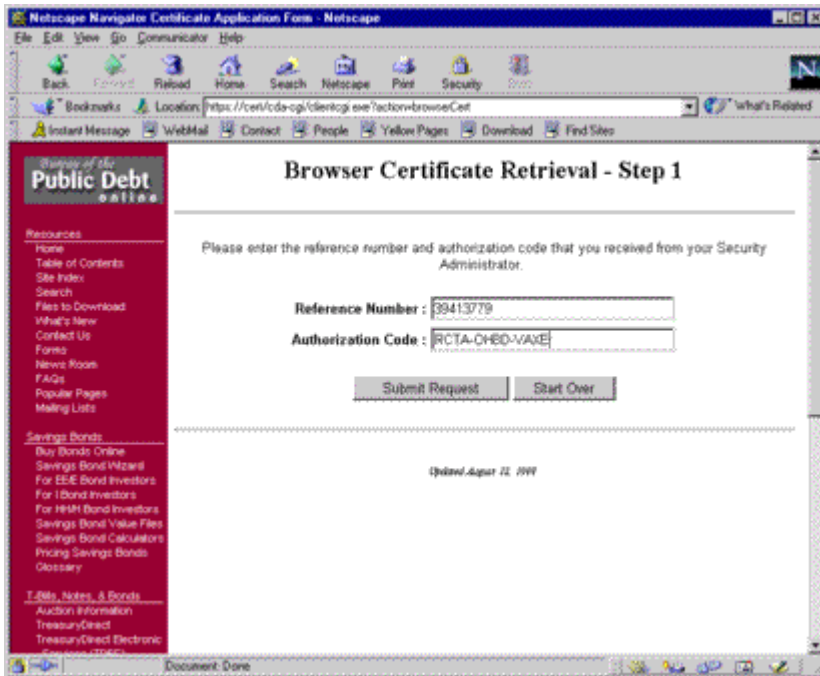 Netscape Navigator Certificate Application Form - Netscape
File Edit View Go Communicator Help
Back Forward Reload Home Search Netscape Print Security Stop
Bookmarks Location: https://cert/cda-cgi/clientcgi.exe?action=browserCert What's Related
Instant Message WebMail Contact People Yellow Pages Download Find Sites
Bureau of the
Public Debt
online
Resources
Home
Table of Contents
Site Index
Search
Files to Download
What's New
Contact Us
Forms
News Room
FAQs
Popular Pages
Mailing Lists
Savings Bonds
Buy Bonds Online
Savings Bond Wizard
For EE/E Bond Investors
For I Bond Investors
For HH/H Bond Investors
Savings Bond Value Files
Savings Bond Calculators
Pricing Savings Bonds
Glossary
T-Bills, Notes, & Bonds
Auction Information
TreasuryDirect
TreasuryDirect Electronic
Browser Certificate Retrieval - Step 1
Please enter the reference number and authorization code that you received from your Security
Administrator.
Reference Number : 39413779
Authorization Code : RCTA-OHBD-VAXE
Submit Request Start Over
Updated August 12,
Document: Done